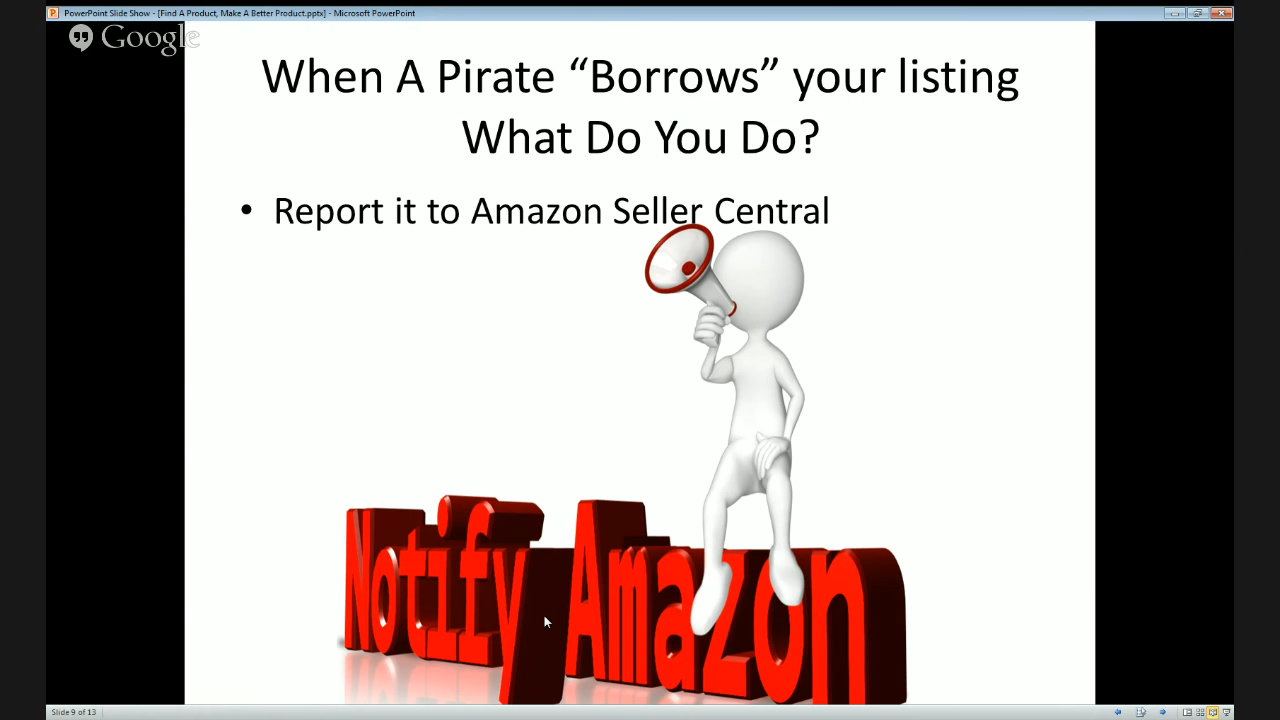 PowerPoint Slide Show - [Find A Product, Make A Better Product.pptx] - Microsoft PowerPoint
Google
When A Pirate “Borrows” your listing
What Do You Do?
• Report it to Amazon Seller Central
Notify Amazon
Slide 9 of 13